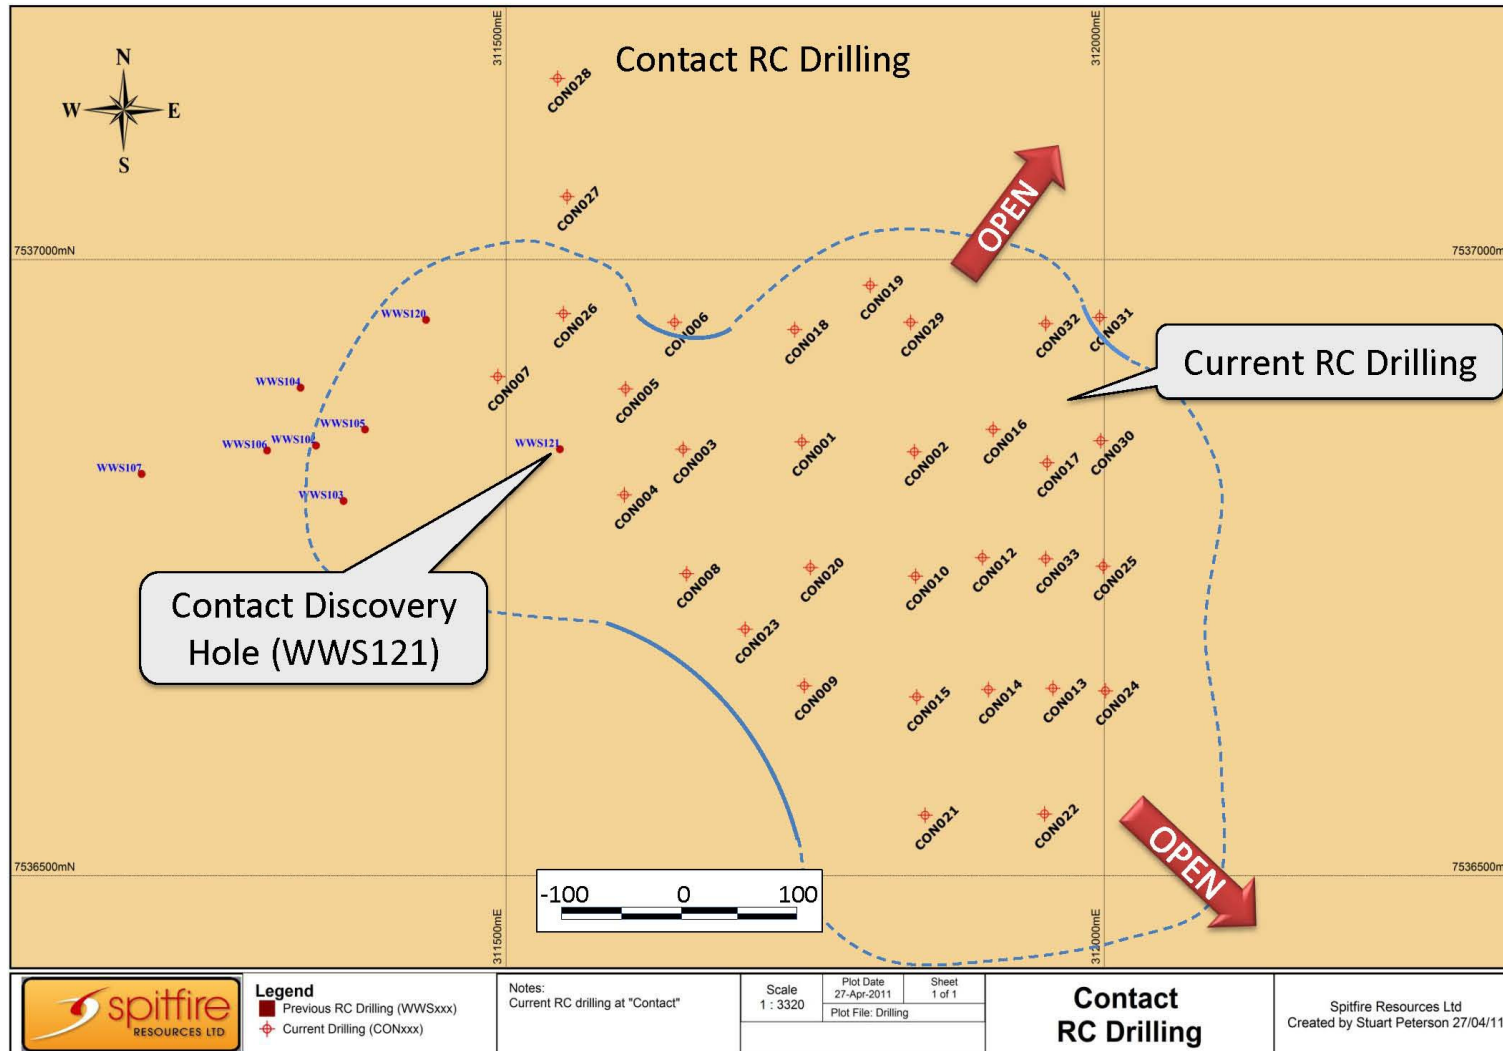 Contact RC Drilling
311500mE
312000mE
N
W
E
S
CON028
CON027
OPEN
7537000mN
7537000mN
CON019
WWS120
CON026
CON006
CON018
CON029
CON032
CON031
Current RC Drilling
WWS104
CON007
CON005
WWS105
WWS106
WWS102
WWS121
CON003
CON001
CON002
CON016
CON017
CON030
WWS107
WWS103
CON004
Contact Discovery
Hole (WWS121)
CON008
CON020
CON010
CON012
CON033
CON025
CON023
CON009
CON015
CON014
CON013
CON024
CON021
CON022
OPEN
7536500mN
7536500m
-100 0 100
311500mE
312000mE
spitfire
RESOURCES LTD
Legend
Previous RC Drilling (WWSxxx)
Current Drilling (CONxxx)
Notes:
Current RC drilling at "Contact"
Scale
1 : 3320
Plot Date
27-Apr-2011
Sheet
1 of 1
Plot File: Drilling
Contact
RC Drilling
Spitfire Resources Ltd
Created by Stuart Peterson 27/04/11